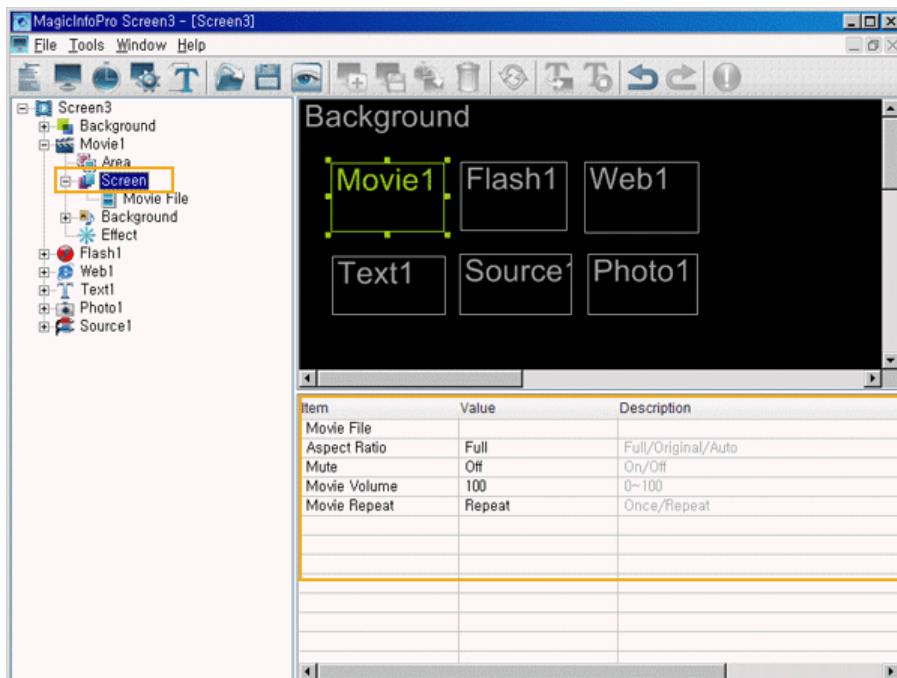 MagicInfoPro Screen3 - [Screen3]
File Tools Window Help
Screen3
Background
Movie1
Area
Screen
Movie File
Background
Effect
Flash1
Web1
Text1
Photo1
Source1
Background
Movie1 Flash1 Web1
Text1 Source1 Photo1
Item Value Description
Movie File
Aspect Ratio Full Full/Original/Auto
Mute Off On/Off
Movie Volume 100 0~100
Movie Repeat Repeat Once/Repeat